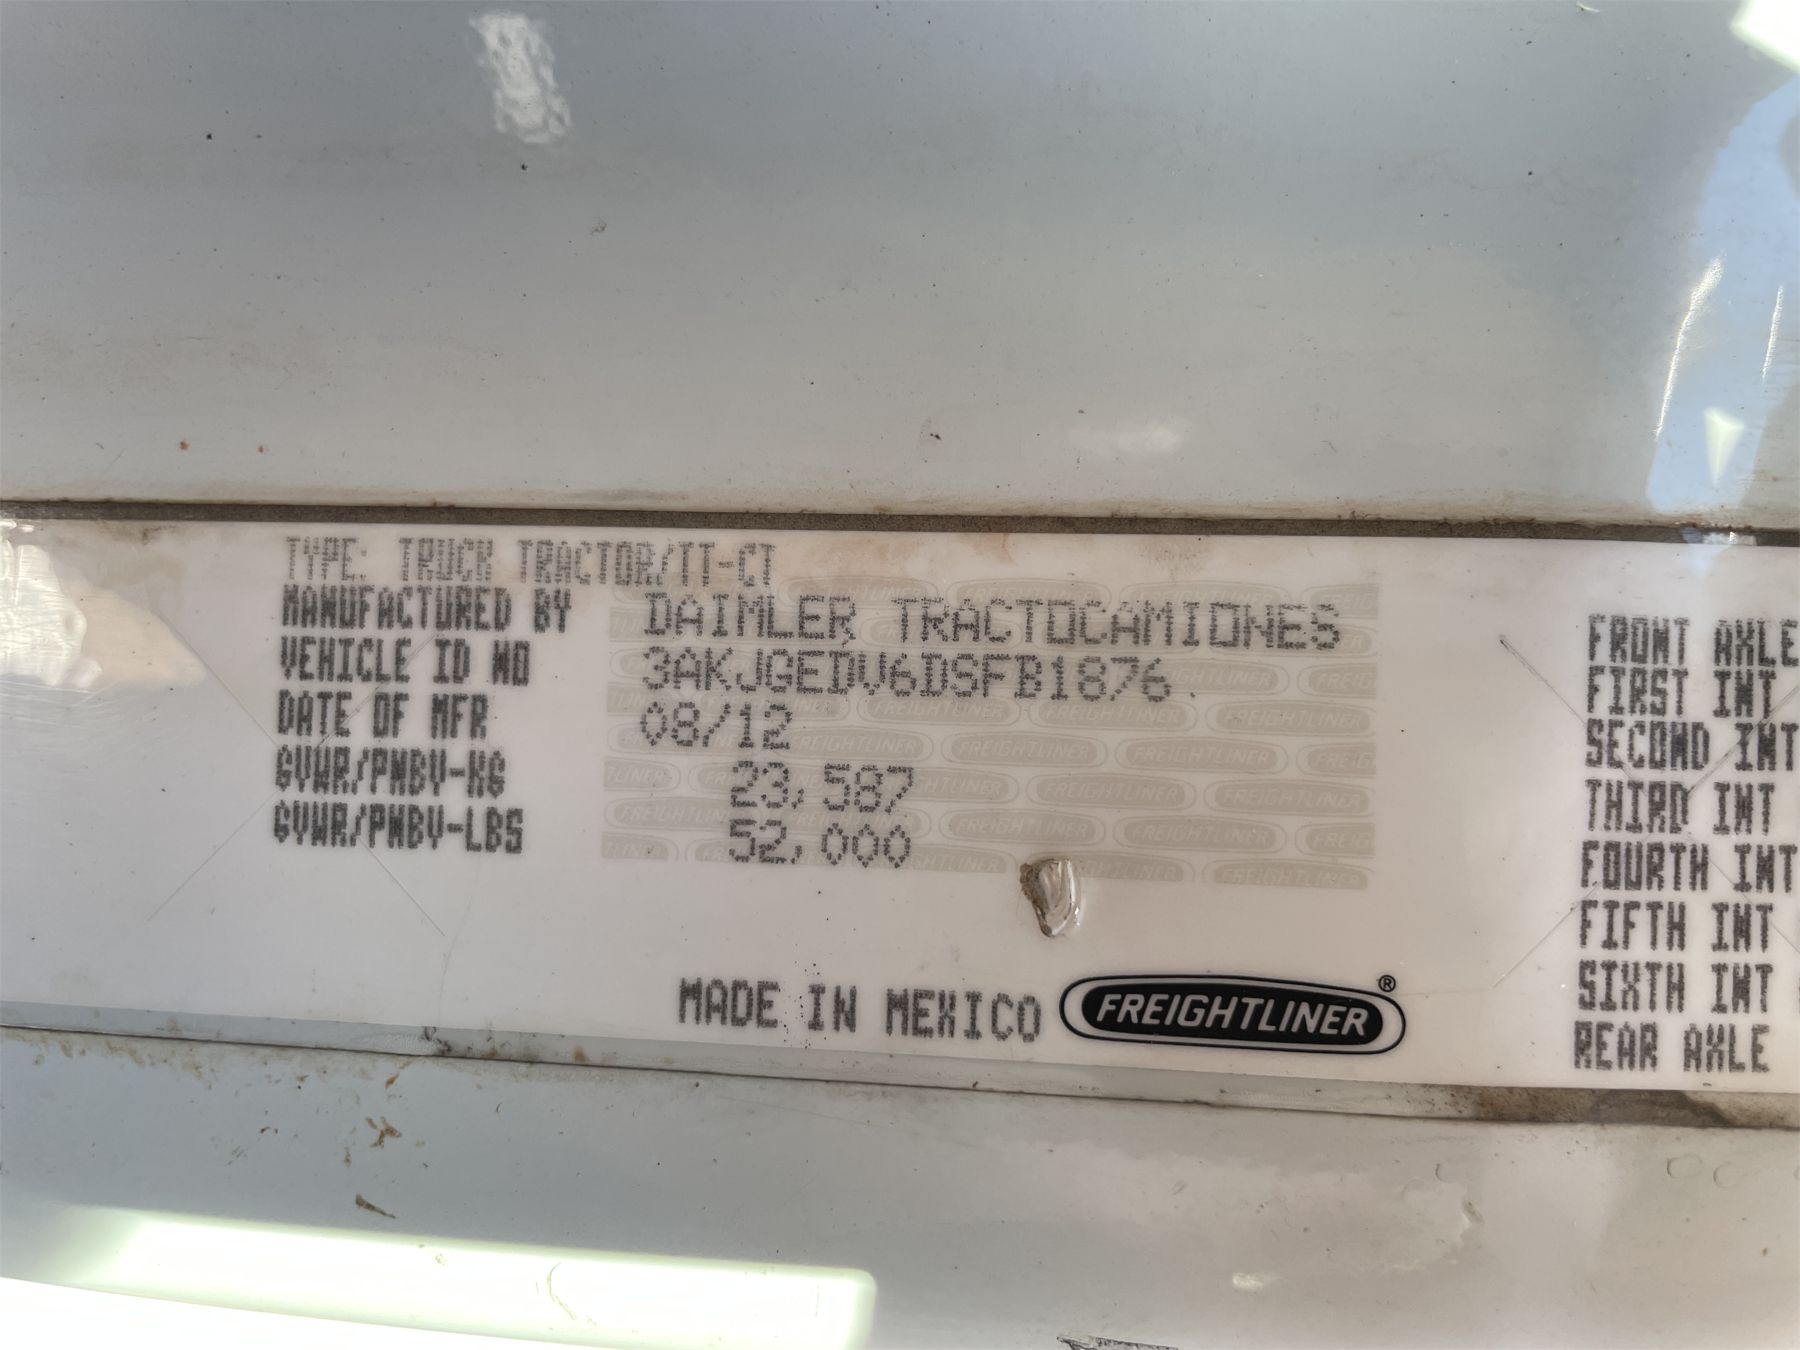 TYPE: TRUCK TRACTOR/TT-CT
MANUFACTURED BY DAIMLER TRACTOCAMIONES
VEHICLE ID NO 3AKJGEDV6DSFB1876
DATE OF MFR 08/12
GVWR/PNBV-KG 23,587
GVWR/PNBV-LBS 52,000
MADE IN MEXICO FREIGHTLINER®
FRONT AXLE
FIRST INT
SECOND INT
THIRD INT
FOURTH INT
FIFTH INT
SIXTH INT
REAR AXLE